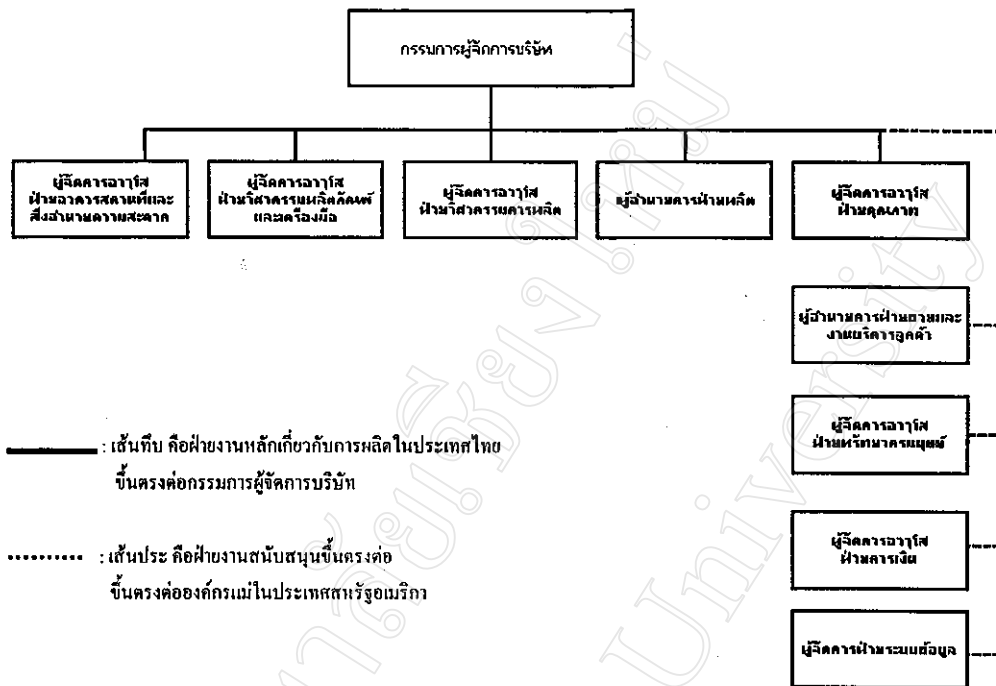 กรรมการผู้จัดการบริษัท
ผู้จัดการอาวุโส
ฝ่ายอาคารสถานที่และ
สิ่งอำนวยความสะดวก
ผู้จัดการอาวุโส
ฝ่ายวิศวกรรมผลิตภัณฑ์
และเครื่องมือ
ผู้จัดการอาวุโส
ฝ่ายวิศวกรรมการผลิต
ผู้อำนวยการฝ่ายผลิต
ผู้จัดการอาวุโส
ฝ่ายคุณภาพ
ผู้อำนวยการฝ่ายขายและ
งานบริการลูกค้า
ผู้จัดการอาวุโส
ฝ่ายทรัพยากรมนุษย์
ผู้จัดการอาวุโส
ฝ่ายการเงิน
ผู้จัดการฝ่ายระบบข้อมูล
: เส้นทึบ คือฝ่ายงานหลักเกี่ยวกับการผลิตในประเทศไทย
ขึ้นตรงต่อกรรมการผู้จัดการบริษัท
: เส้นประ คือฝ่ายงานสนับสนุนขึ้นตรงต่อ
ขึ้นตรงต่อองค์กรแม่ในประเทศสหรัฐอเมริกา
าลัยเชียงใหม่
University